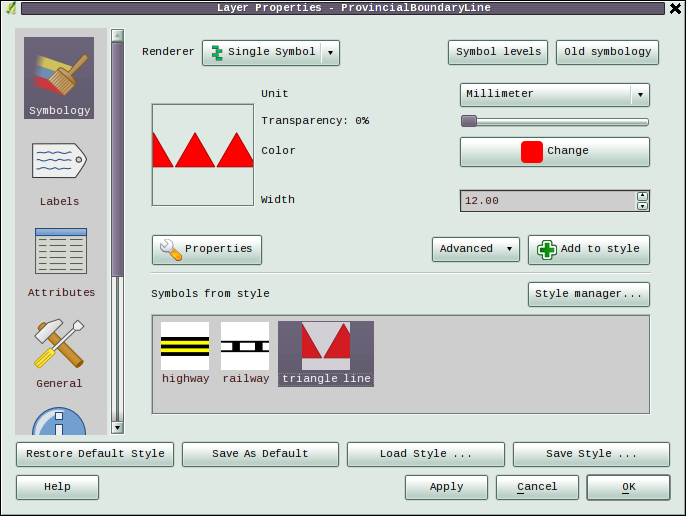 Layer Properties - ProvincialBoundaryLine
Symbology
Labels
Attributes
General
Renderer
Single Symbol
Symbol levels
Old symbology
Unit
Millimeter
Transparency: 0%
Color
Change
Width
12.00
Properties
Advanced
Add to style
Symbols from style
Style manager...
highway
railway
triangle line
Restore Default Style
Save As Default
Load Style ...
Save Style ...
Help
Apply
Cancel
OK